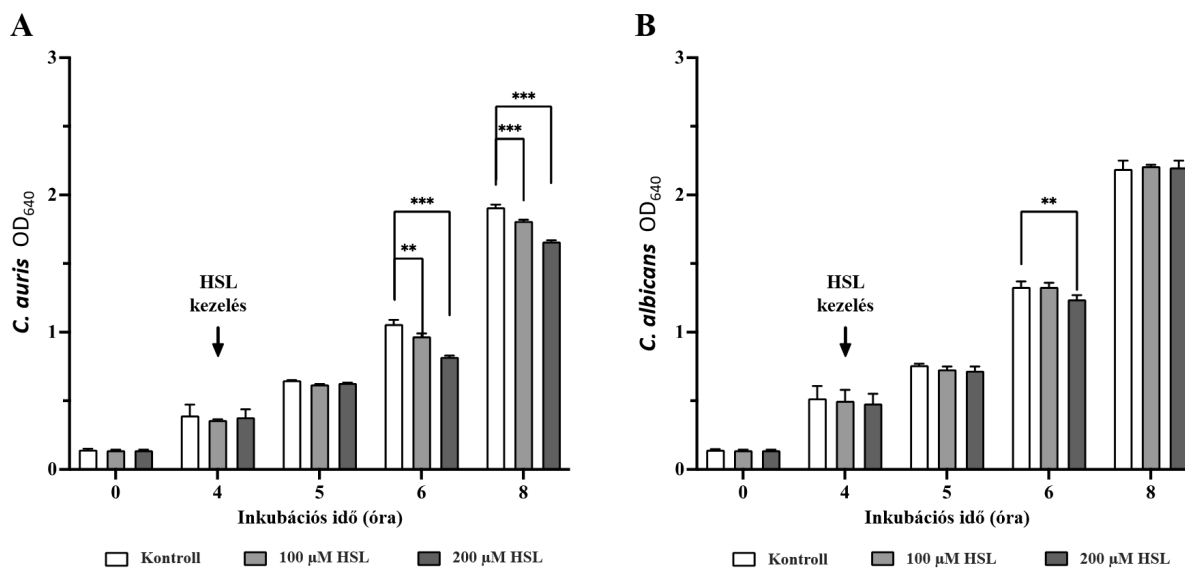 A
3
2
1
0
C. auris OD640
HSL
kezelés
**
***
***
***
0 4 5 6 8
Inkubációs idő (óra)
Kontroll 100 µM HSL 200 µM HSL
B
3
2
1
0
C. albicans OD640
HSL
kezelés
**
0 4 5 6 8
Inkubációs idő (óra)
Kontroll 100 µM HSL 200 µM HSL